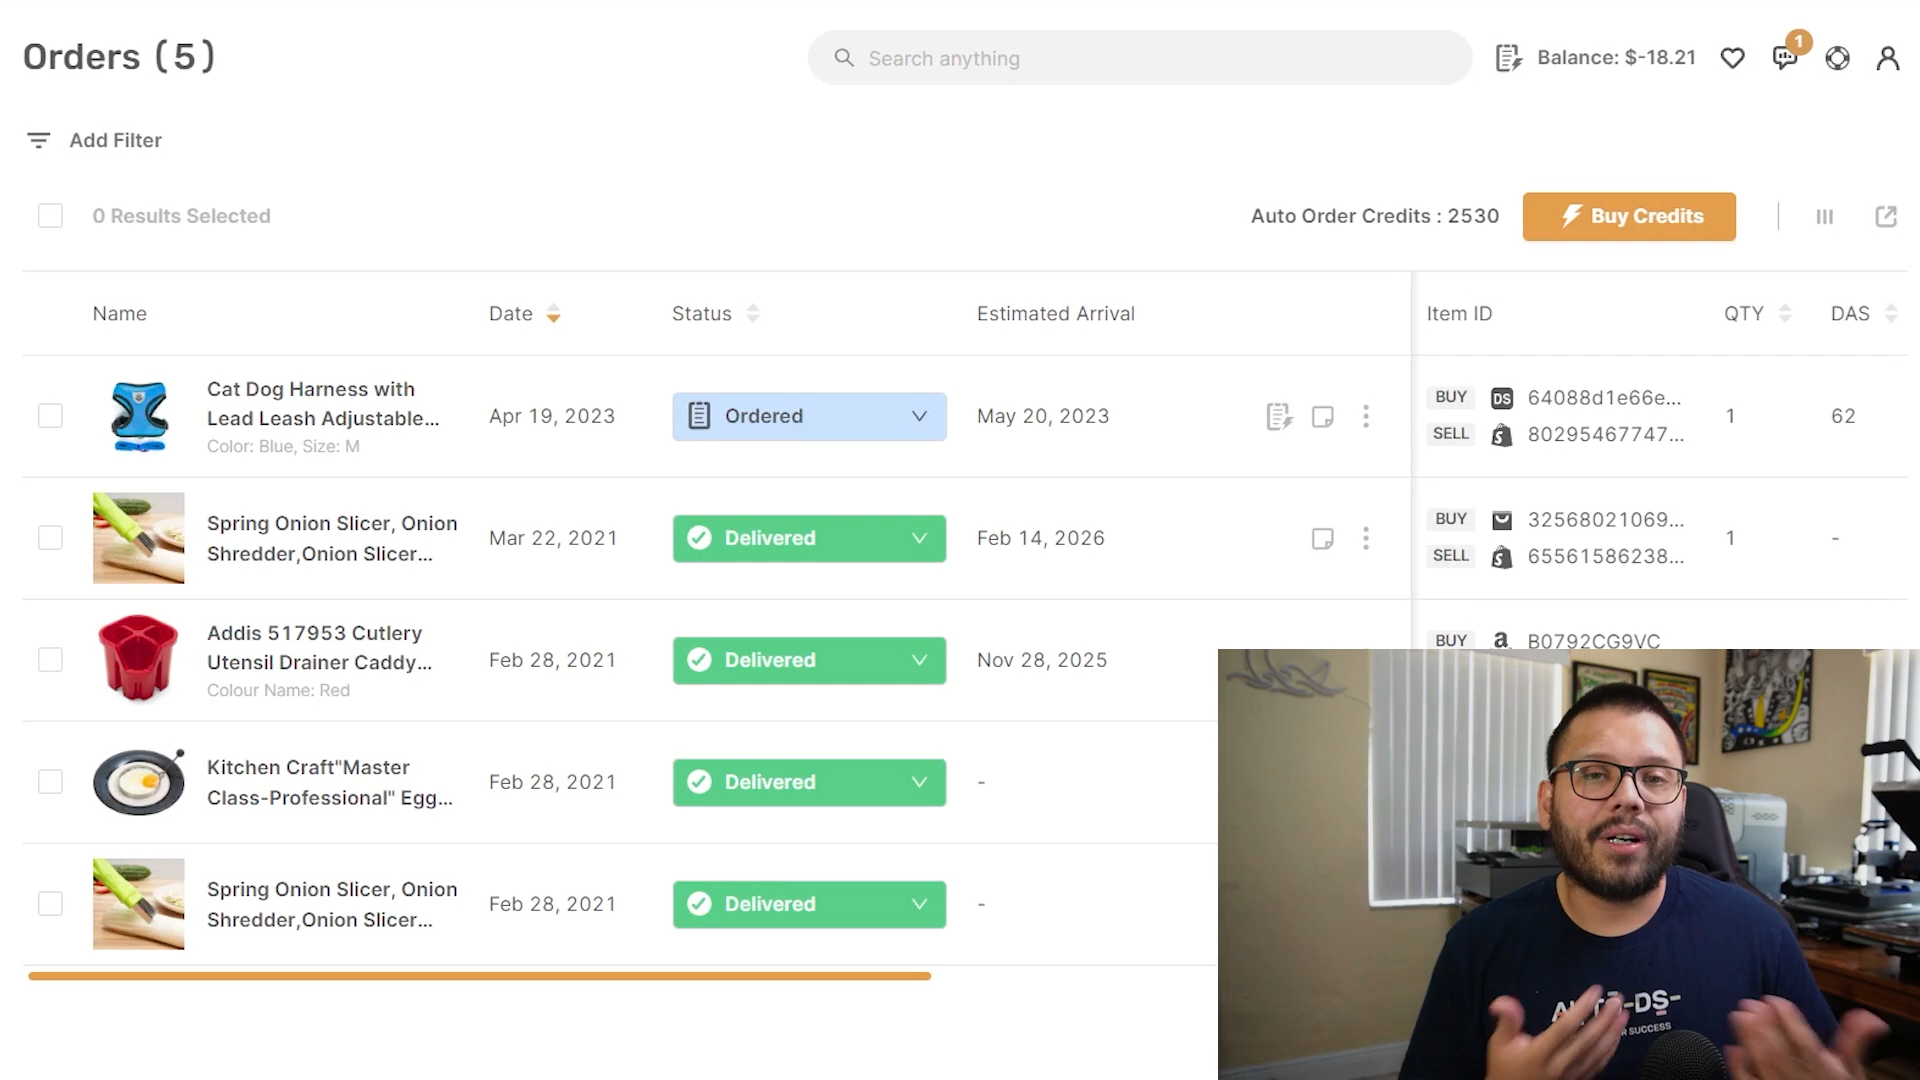 Orders (5)
Search anything
Balance: $-18.21
1
Add Filter
0 Results Selected
Auto Order Credits : 2530
Buy Credits
Name
Date
Status
Estimated Arrival
Item ID
QTY
DAS
Cat Dog Harness with
Lead Leash Adjustable...
Color: Blue, Size: M
Apr 19, 2023
Ordered
May 20, 2023
BUY DS 64088d1e66e...
SELL 80295467747...
1
62
Spring Onion Slicer, Onion
Shredder,Onion Slicer...
Mar 22, 2021
Delivered
Feb 14, 2026
BUY 32568021069...
SELL 65561586238...
1
-
Addis 517953 Cutlery
Utensil Drainer Caddy...
Colour Name: Red
Feb 28, 2021
Delivered
Nov 28, 2025
BUY a B0792CG9VC
Kitchen Craft"Master
Class-Professional" Egg...
Feb 28, 2021
Delivered
-
Spring Onion Slicer, Onion
Shredder,Onion Slicer...
Feb 28, 2021
Delivered
-
-DS-
SUCCESS